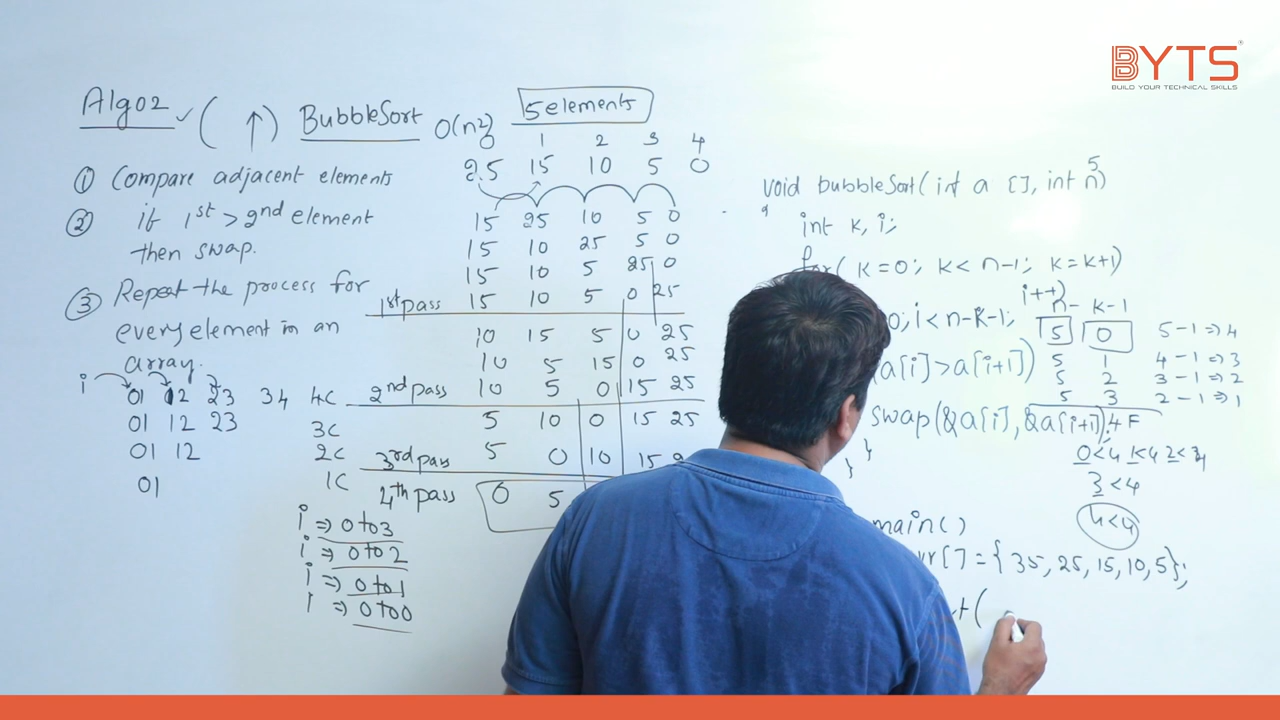 BYTS
BUILD YOUR TECHNICAL SKILLS
Algo2 ✓ ( ↑ ) BubbleSort O(n2) 5 elements
① Compare adjacent elements
② if 1st > 2nd element
then swap.
③ Repeat the process for
every element in an
array.
i 01 12 23 34 4C
01 12 23 3C
01 12 2C
01 1C
i ⇒ 0 to 3
i ⇒ 0 to 2
i ⇒ 0 to 1
i ⇒ 0 to 0
0 1 2 3 4
25 15 10 5 0
15 25 10 5 0
15 10 25 5 0
15 10 5 25 0
1st pass 15 10 5 0 25
10 15 5 0 25
10 5 15 0 25
2nd pass 10 5 0 15 25
5 10 0 15 25
3rd pass 5 0 10 15 2
4th pass 0 5
5
void bubbleSort( int a [], int n)
{
int k, i;
for( k=0; k< n-1; k=k+1)
0; i < n-k-1; i++)
(a[i]>a[i+1])
swap(&a[i], &a[i+1]);
}
}
n- k-1
5 0 5-1 ⇒ 4
5 1 4-1 ⇒ 3
5 2 3-1 ⇒ 2
5 3 2-1 ⇒ 1
4 F
0<4 1<4 2<4
3<4
4<4
main()
[] = { 35, 25, 15, 10, 5};
t(